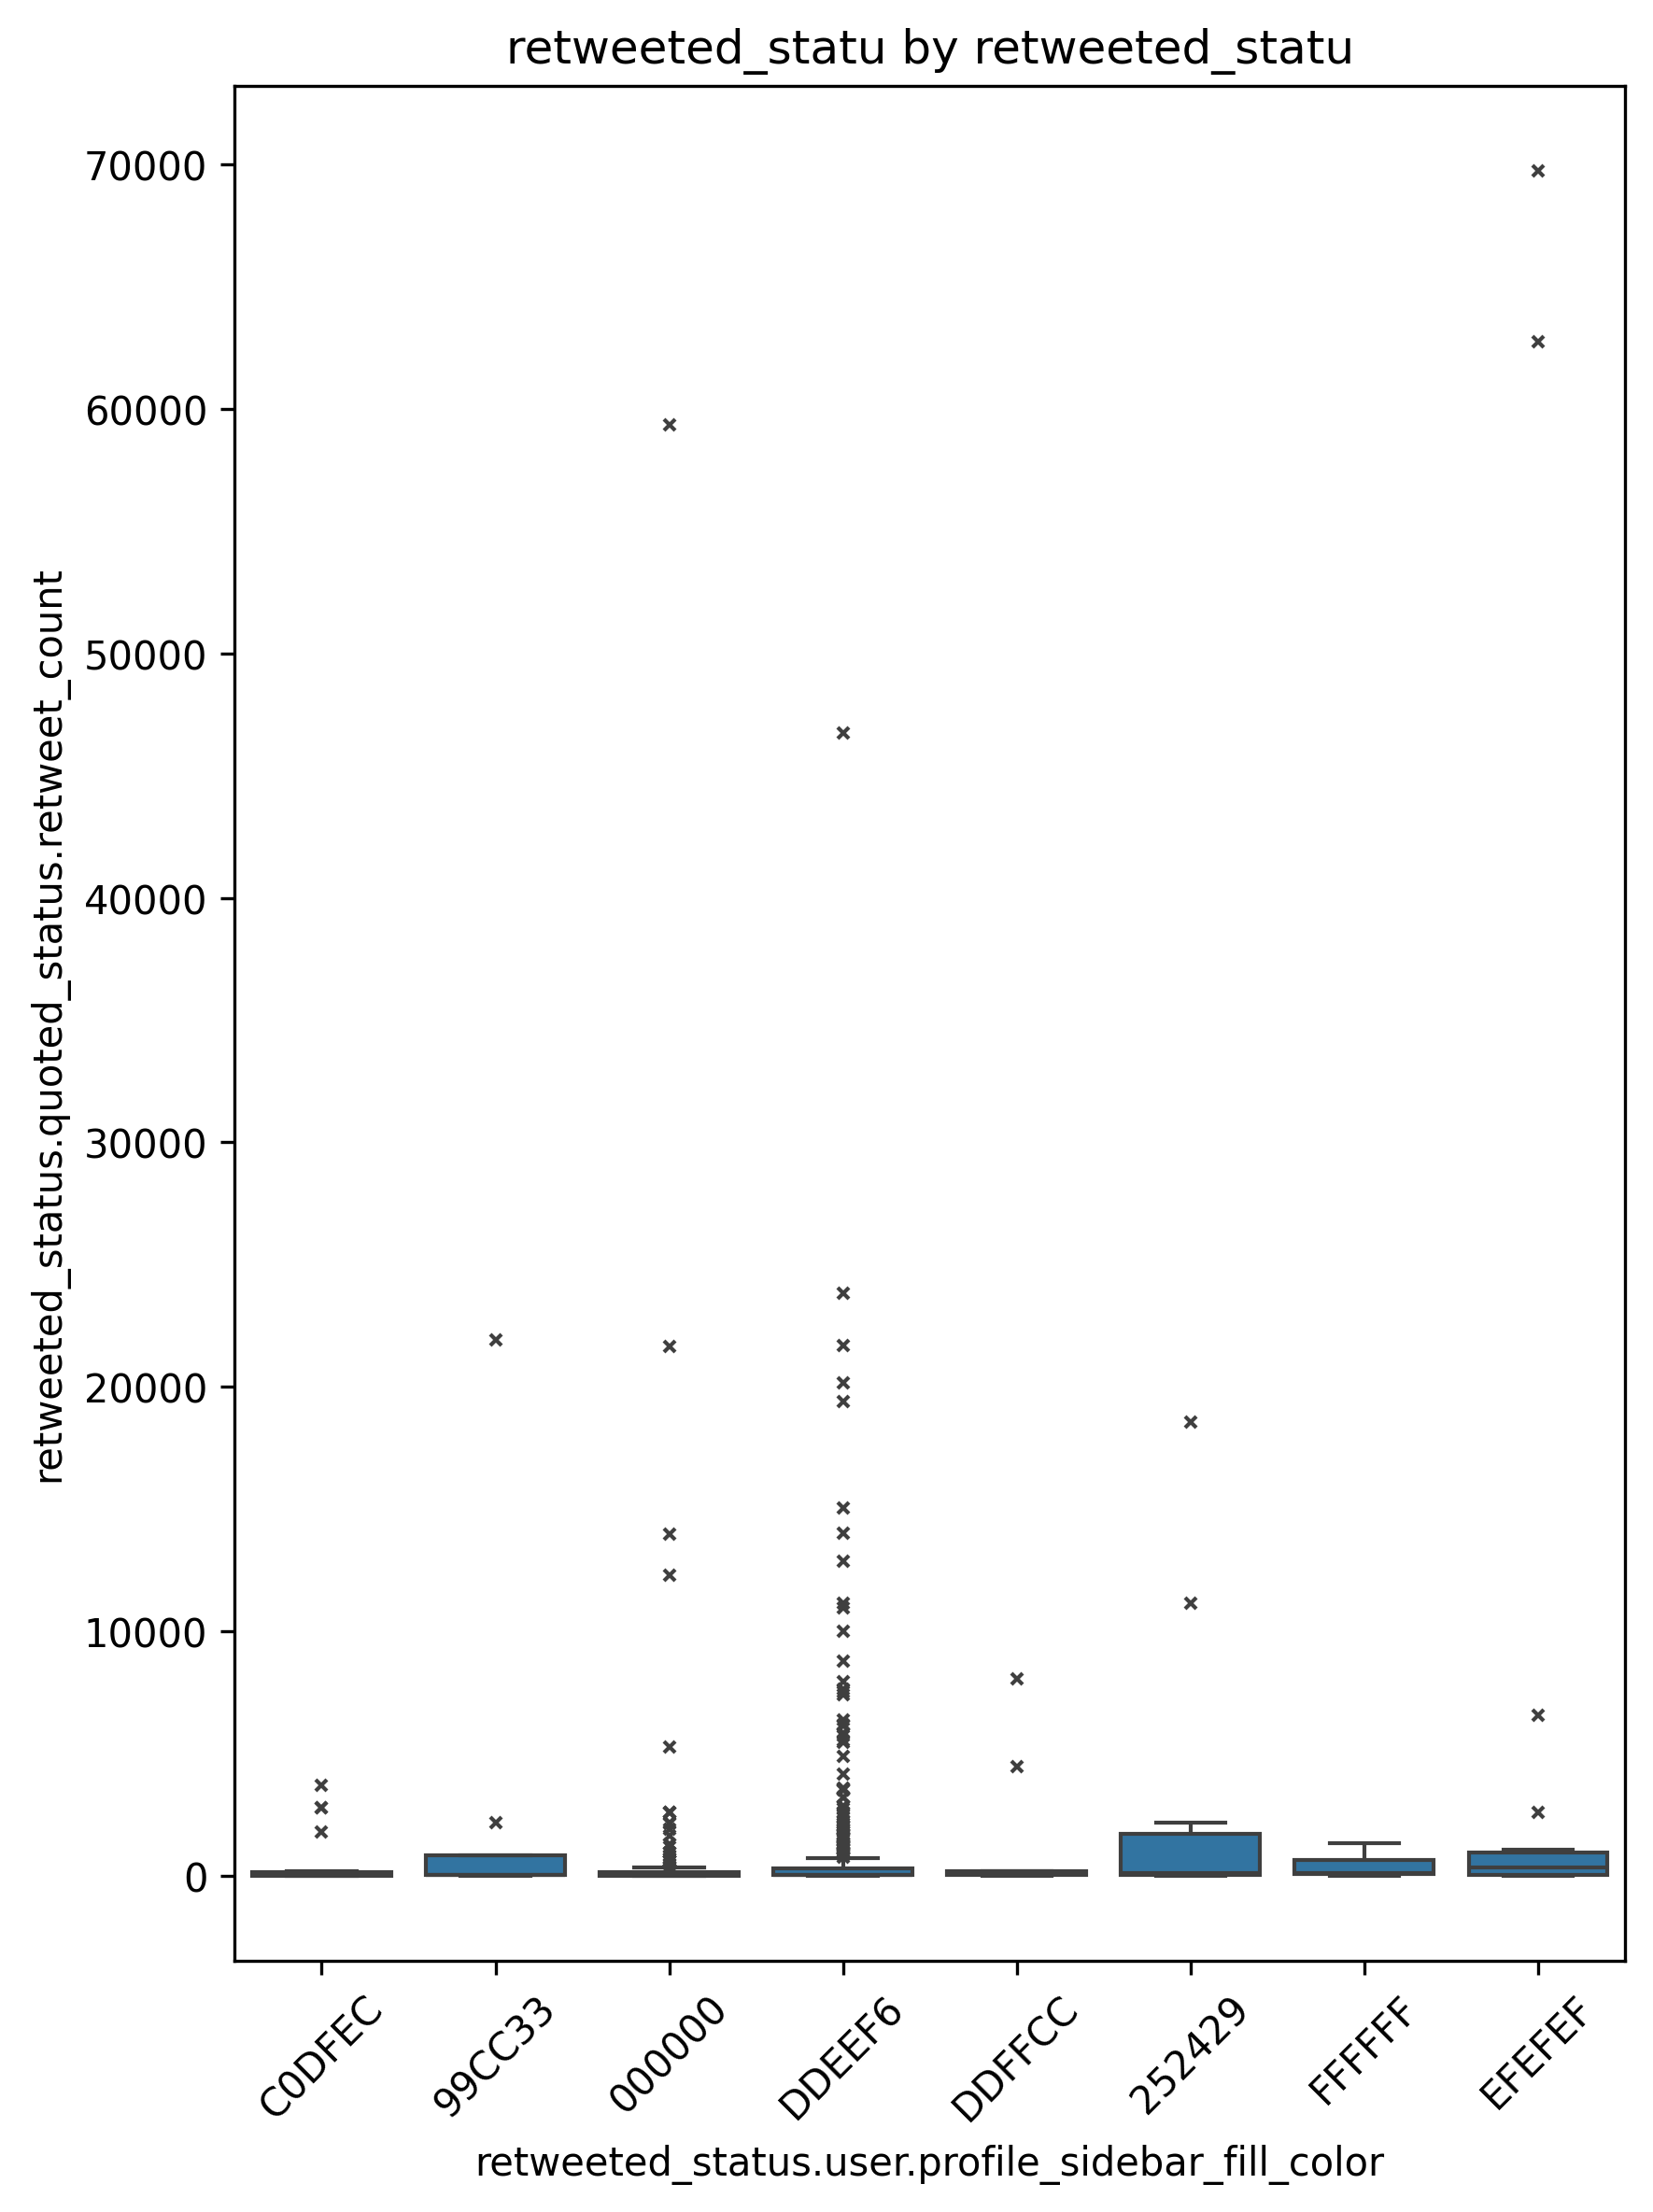 retweeted_statu by retweeted_statu
retweeted_status.quoted_status.retweet_count
70000
60000
50000
40000
30000
20000
10000
0
C0DFEC
99CC33
000000
DDEEF6
DDFFCC
252429
FFFFFF
EFEFEF
retweeted_status.user.profile_sidebar_fill_color